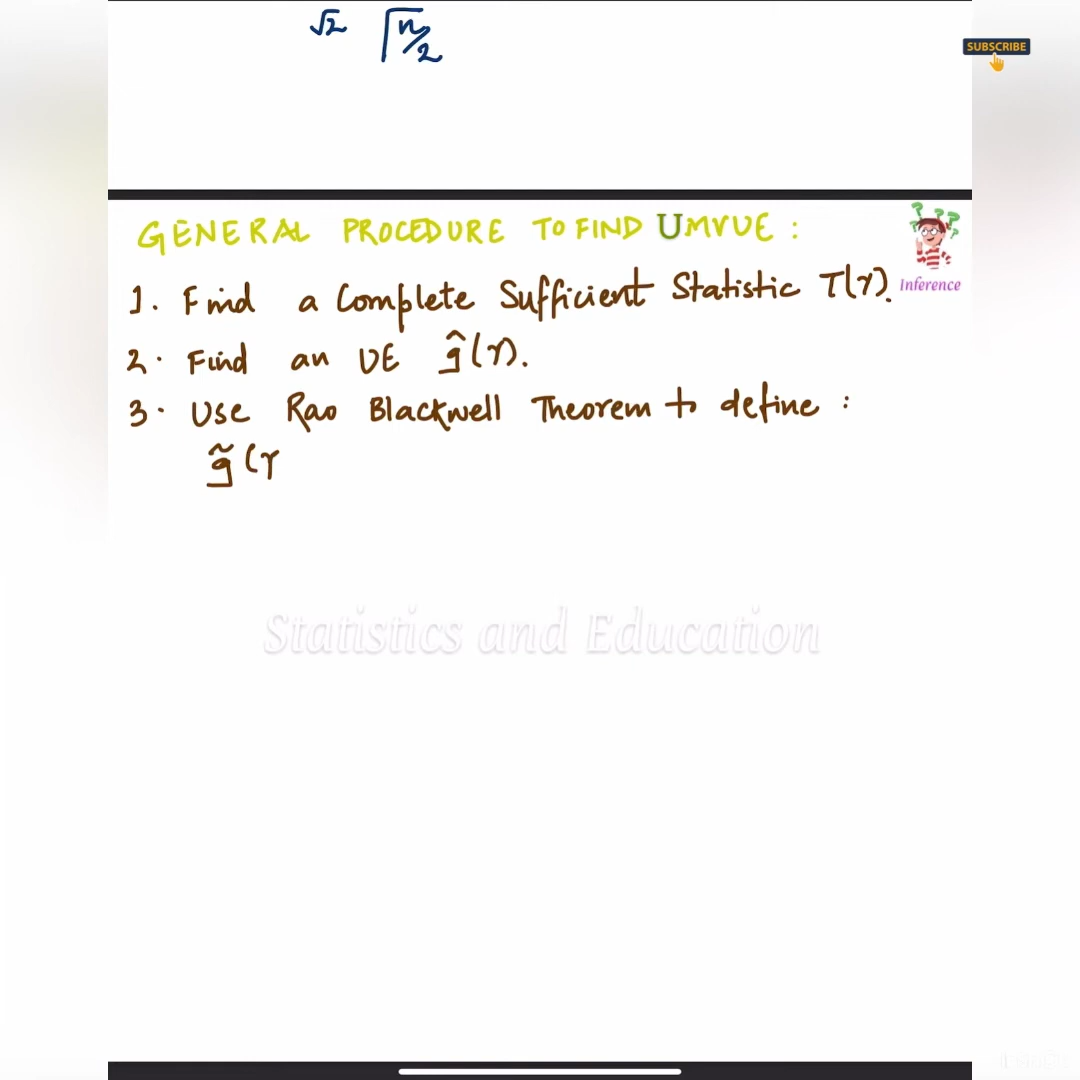 √2 Γn/2
SUBSCRIBE
GENERAL PROCEDURE TO FIND UMVUE :
1. Find a Complete Sufficient Statistic T(Y).
Inference
2. Find an UE ĝ(Y).
3. Use Rao Blackwell Theorem to define :
g̃(Y
Statistics and Education